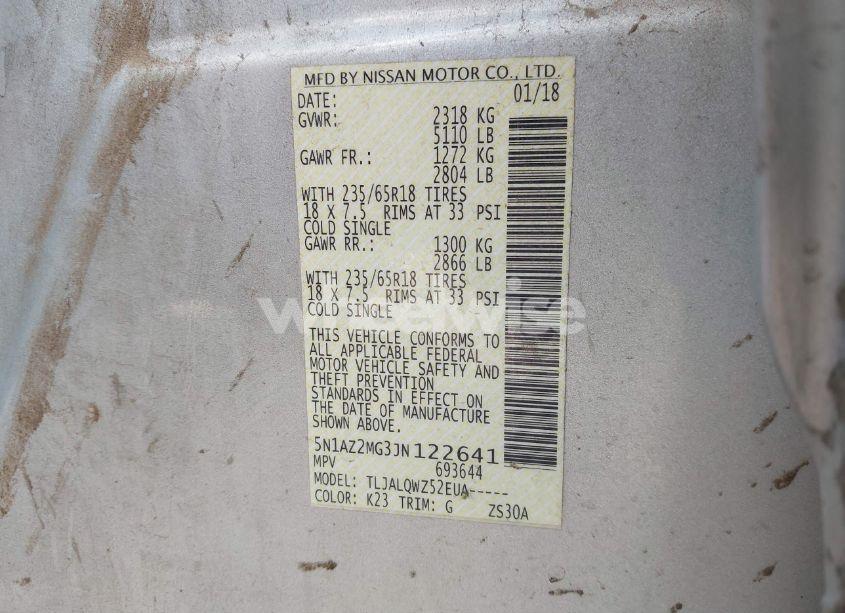 MFD BY NISSAN MOTOR CO., LTD.
DATE: 01/18
GVWR: 2318 KG
5110 LB
GAWR FR.: 1272 KG
2804 LB
WITH 235/65R18 TIRES
18 X 7.5 RIMS AT 33 PSI
COLD SINGLE
GAWR RR.: 1300 KG
2866 LB
WITH 235/65R18 TIRES
18 X 7.5 RIMS AT 33 PSI
COLD SINGLE
THIS VEHICLE CONFORMS TO
ALL APPLICABLE FEDERAL
MOTOR VEHICLE SAFETY AND
THEFT PREVENTION
STANDARDS IN EFFECT ON
THE DATE OF MANUFACTURE
SHOWN ABOVE.
5N1AZ2MG3JN122641
MPV 693644
MODEL: TLJALQWZ52EUA-----
COLOR: K23 TRIM: G ZS30A